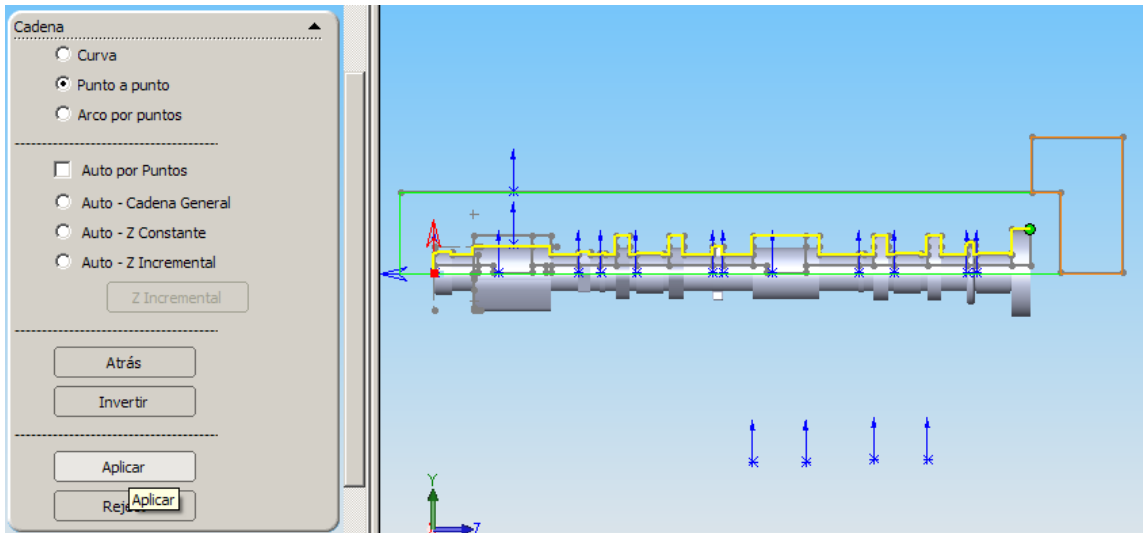 Cadena
Curva
Punto a punto
Arco por puntos
Auto por Puntos
Auto - Cadena General
Auto - Z Constante
Auto - Z Incremental
Z Incremental
Atrás
Invertir
Aplicar
Aplicar
Y
Z